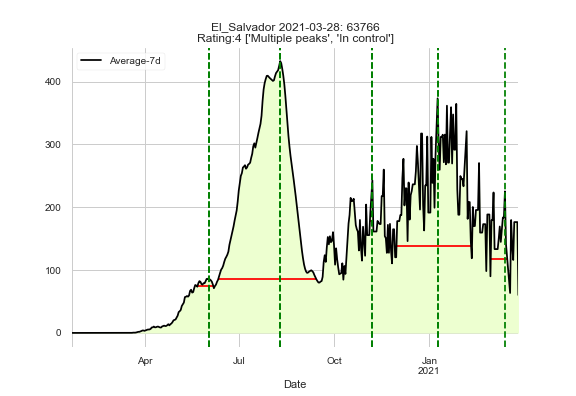 El_Salvador 2021-03-28: 63766
Rating:4 ['Multiple peaks', 'In control']
Average-7d
400
300
200
100
0
Apr
Jul
Oct
Jan
2021
Date